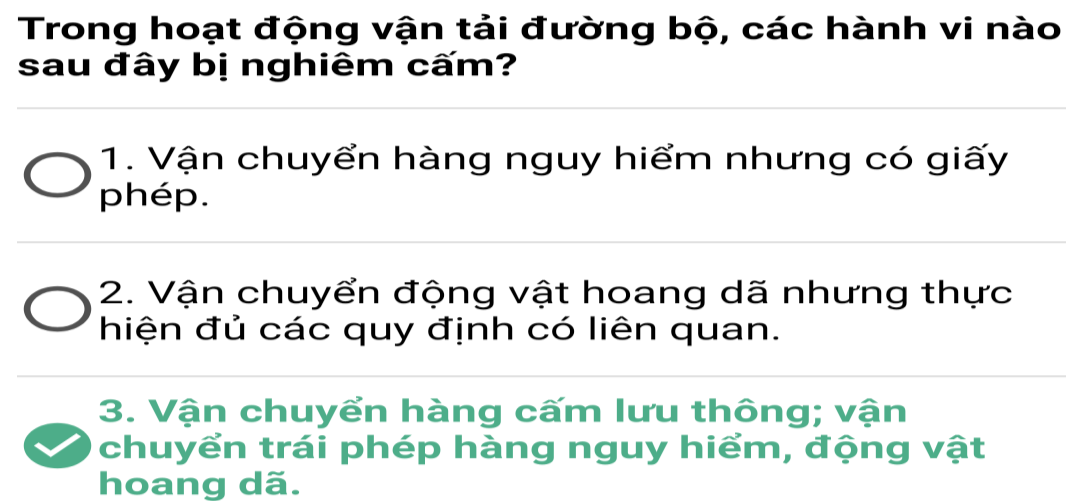 Trong hoạt động vận tải đường bộ, các hành vi nào
sau đây bị nghiêm cấm?
1. Vận chuyển hàng nguy hiểm nhưng có giấy
phép.
2. Vận chuyển động vật hoang dã nhưng thực
hiện đủ các quy định có liên quan.
3. Vận chuyển hàng cấm lưu thông; vận
chuyển trái phép hàng nguy hiểm, động vật
hoang dã.